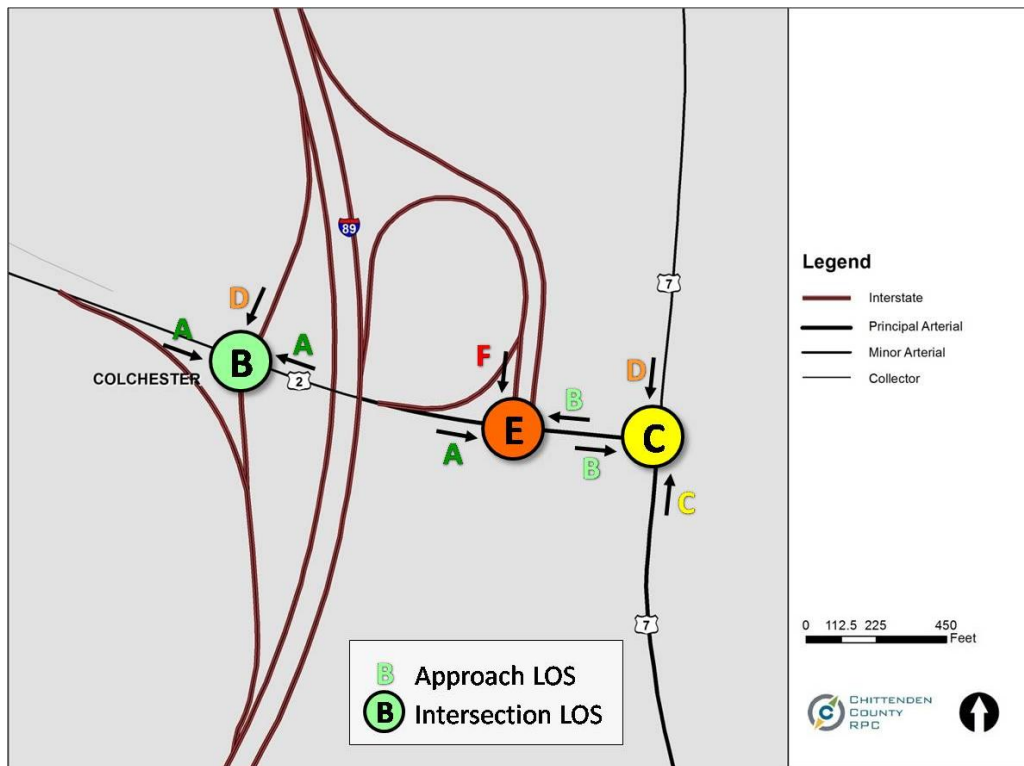 89
7
D
A
A
B
COLCHESTER
2
F
D
B
E
C
A
B
C
7
B Approach LOS
B Intersection LOS
Legend
Interstate
Principal Arterial
Minor Arterial
Collector
0 112.5 225 450
Feet
C
CHITTENDEN
COUNTY
RPC